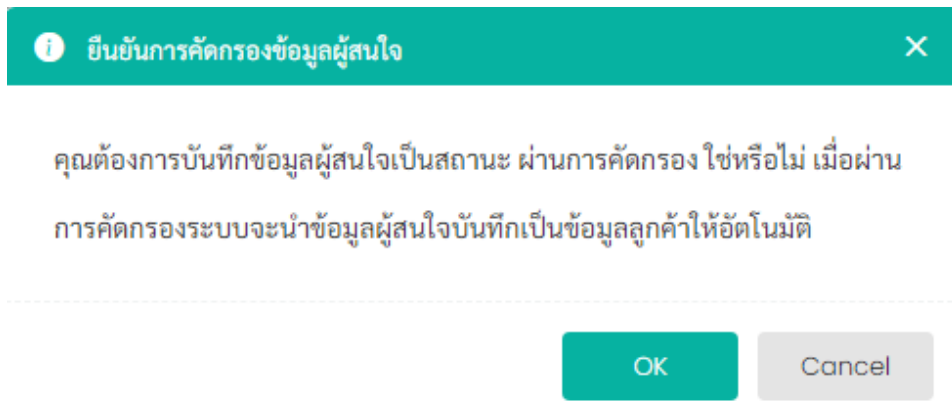 ยืนยันการคัดกรองข้อมูลผู้สนใจ
คุณต้องการบันทึกข้อมูลผู้สนใจเป็นสถานะ ผ่านการคัดกรอง ใช่หรือไม่ เมื่อผ่าน
การคัดกรองระบบจะนำข้อมูลผู้สนใจบันทึกเป็นข้อมูลลูกค้าให้อัตโนมัติ
OK
Cancel